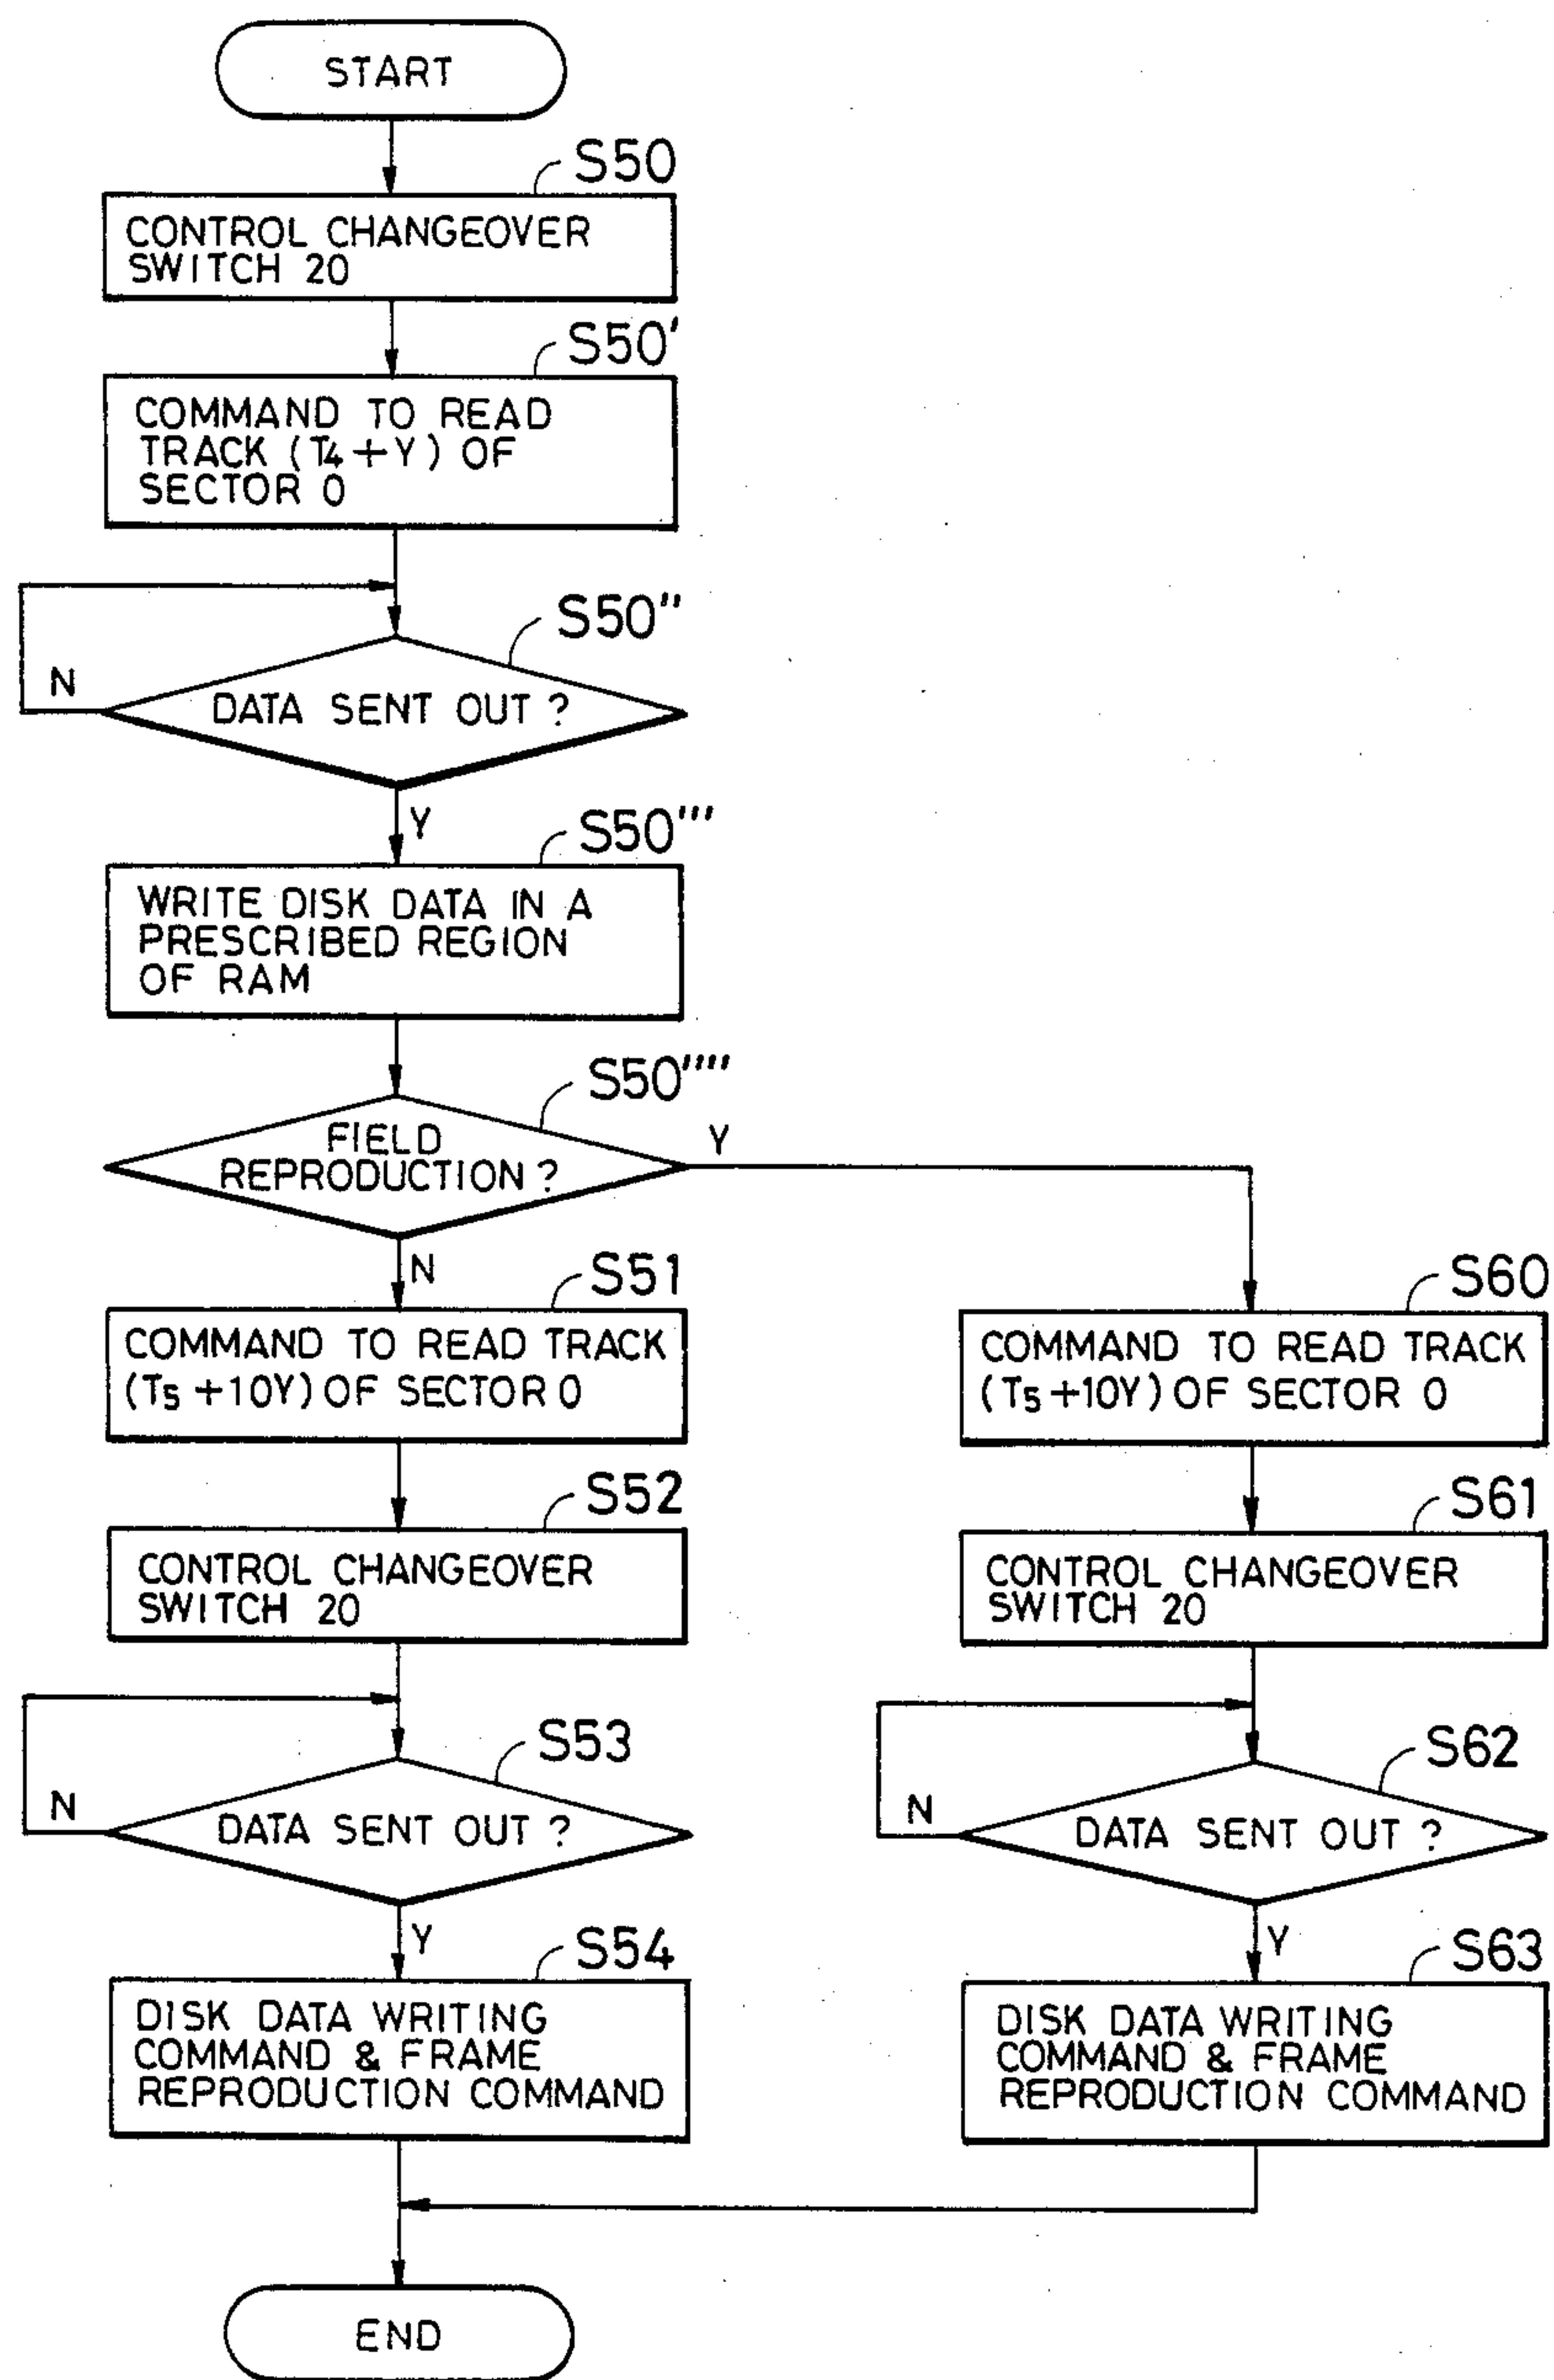 START
S50
CONTROL CHANGEOVER
SWITCH 20
S50'
COMMAND TO READ
TRACK (T4+Y) OF
SECTOR 0
S50''
N
DATA SENT OUT ?
Y
S50'''
WRITE DISK DATA IN A
PRESCRIBED REGION
OF RAM
S50''''
FIELD
REPRODUCTION ?
Y
N
S51
COMMAND TO READ TRACK
(T5+10Y) OF SECTOR 0
S52
CONTROL CHANGEOVER
SWITCH 20
S53
N
DATA SENT OUT ?
Y
S54
DISK DATA WRITING
COMMAND & FRAME
REPRODUCTION COMMAND
S60
COMMAND TO READ TRACK
(T5+10Y) OF SECTOR 0
S61
CONTROL CHANGEOVER
SWITCH 20
S62
N
DATA SENT OUT ?
Y
S63
DISK DATA WRITING
COMMAND & FRAME
REPRODUCTION COMMAND
END